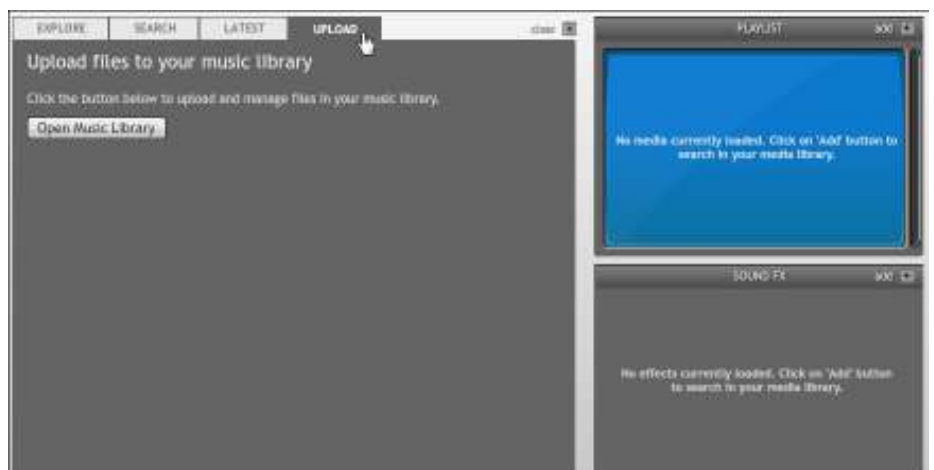 EXPLORE SEARCH LATEST UPLOAD close
Upload files to your music library
Click the button below to upload and manage files in your music library.
Open Music Library
PLAYLIST add
No media currently loaded. Click on 'Add' button to
search in your media library.
SOUND FX add
No effects currently loaded. Click on 'Add' button
to search in your media library.